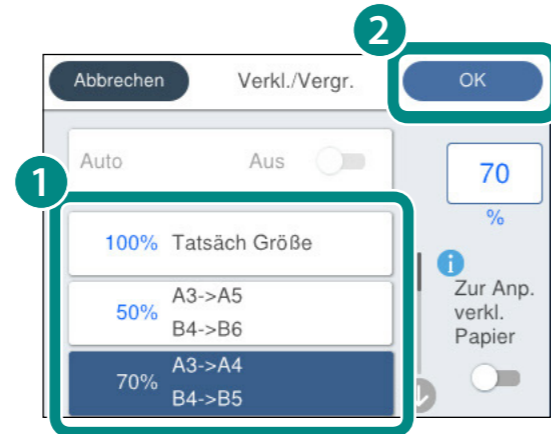 2
Abbrechen Verkl./Vergr. OK
Auto Aus
70
%
1
100% Tatsäch Größe
50% A3->A5
B4->B6
70% A3->A4
B4->B5
i
Zur Anp.
verkl.
Papier